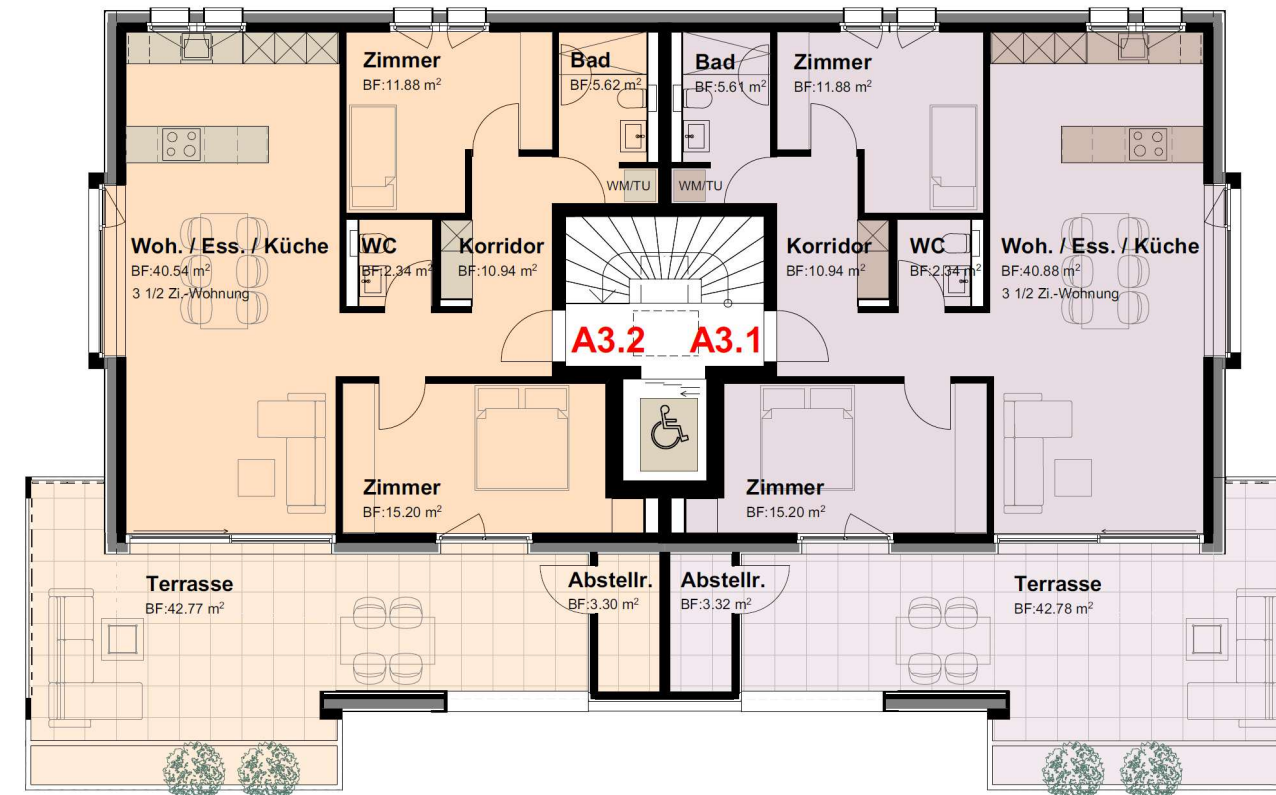 Zimmer
BF:11.88 m²
Bad
BF:5.62 m²
Bad
BF:5.61 m²
Zimmer
BF:11.88 m²
WM/TU
WM/TU
Woh. / Ess. / Küche
BF:40.54 m²
3 1/2 Zi.-Wohnung
WC
BF:2.34 m²
Korridor
BF:10.94 m²
Korridor
BF:10.94 m²
WC
BF:2.34 m²
Woh. / Ess. / Küche
BF:40.88 m²
3 1/2 Zi.-Wohnung
A3.2
A3.1
Zimmer
BF:15.20 m²
Zimmer
BF:15.20 m²
Terrasse
BF:42.77 m²
Abstellr.
BF:3.30 m²
Abstellr.
BF:3.32 m²
Terrasse
BF:42.78 m²